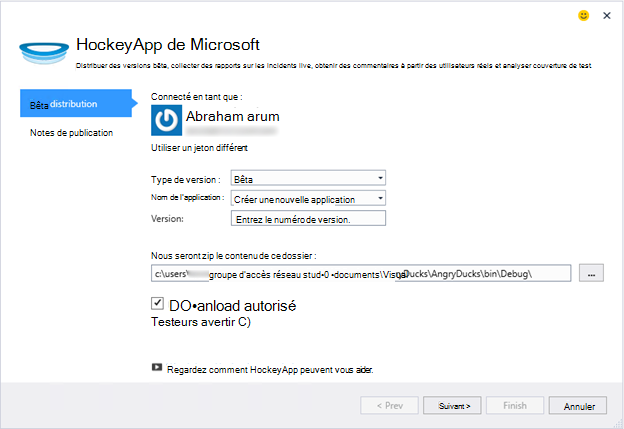 HockeyApp de Microsoft
Distribuer des versions bêta, collecter des rapports sur les incidents live, obtenir des commentaires à partir des utilisateurs réels et analyser couverture de test
Bêta distribution
Notes de publication
Connecté en tant que :
Abraham arum
Utiliser un jeton différent
Type de version : Bêta
Nom de l'application : Créer une nouvelle application
Version: Entrez le numéro de version.
Nous seront zip le contenu de ce dossier :
c:\users\ groupe d'accès réseau stud•0 •documents\Visual Ducks\AngryDucks\bin\Debug\ ...
DO•anload autorisé
Testeurs avertir C)
Regardez comment HockeyApp peuvent vous aider.
< Prev Suivant > Finish Annuler